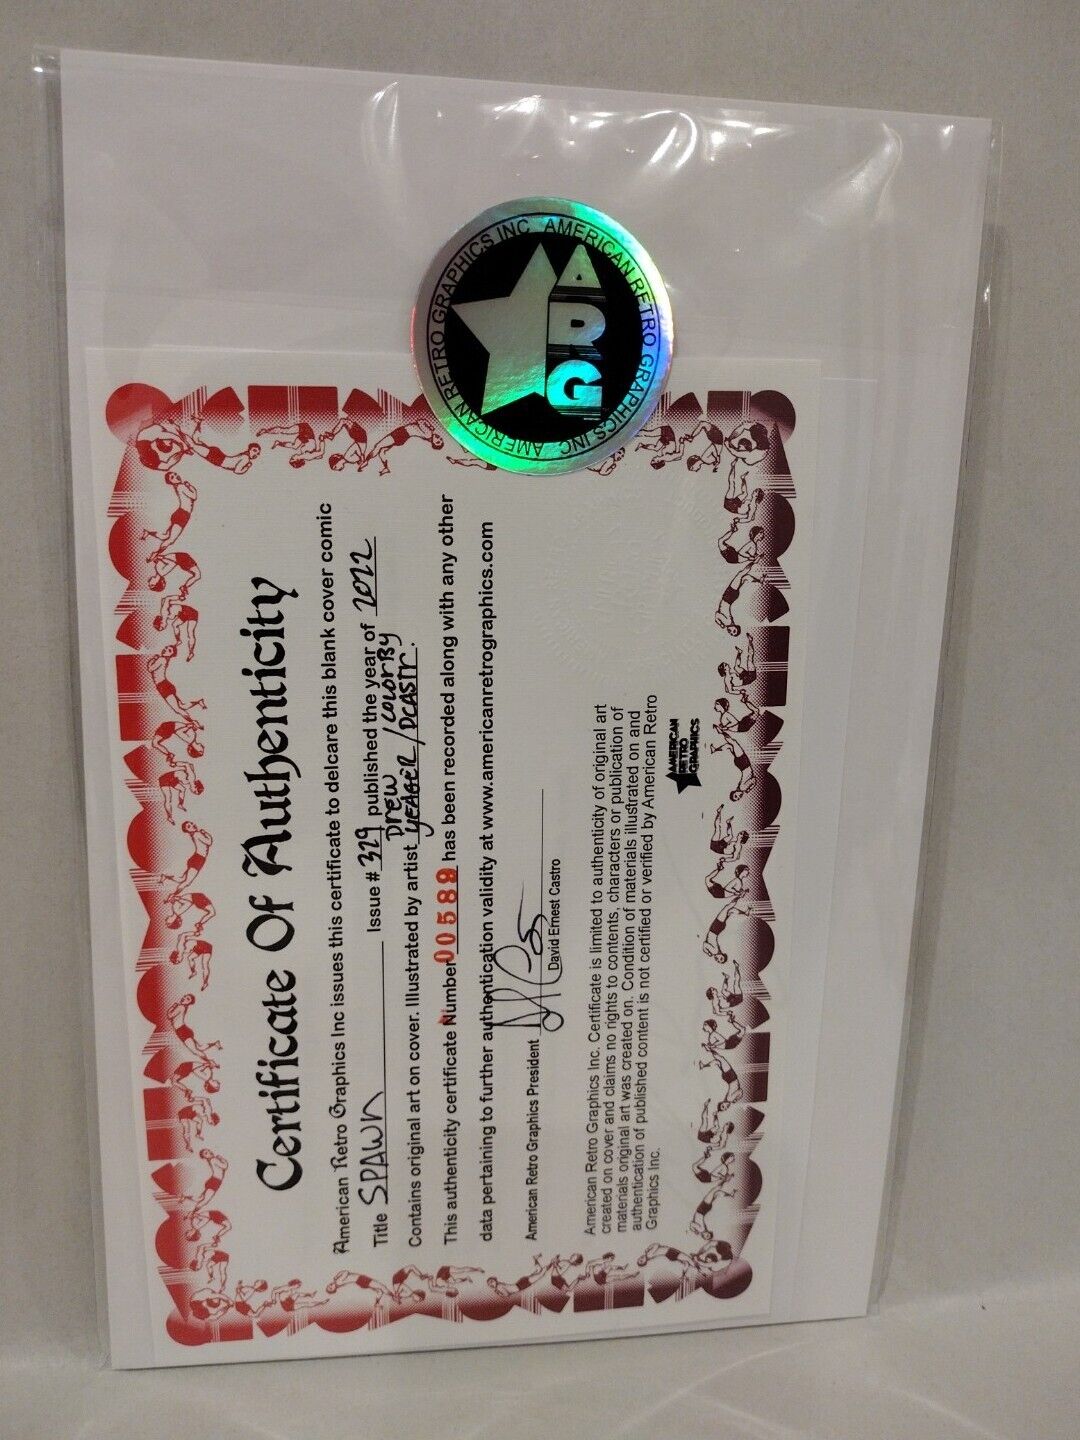 AMERICAN RETRO GRAPHICS INC. AMERICAN RETRO GRAPHICS INC.
ARG
Certificate Of Authenticity
American Retro Graphics Inc issues this certificate to delcare this blank cover comic
Title SPAWN Issue # 329 published the year of 2022
Contains original art on cover. Illustrated by artist DREW YEAGER / COLOR BY DCASTR.
This authenticity certificate Number 00589 has been recorded along with any other
data pertaining to further authentication validity at www.americanretrographics.com
American Retro Graphics President
David Ernest Castro
American Retro Graphics Inc. Certificate is limited to authenticity of original art
created on cover and claims no rights to contents, characters or publication of
materials original art was created on. Condition of materials illustrated on and
authentication of published content is not certified or verified by American Retro
Graphics Inc.
AMERICAN
RETRO
GRAPHICS